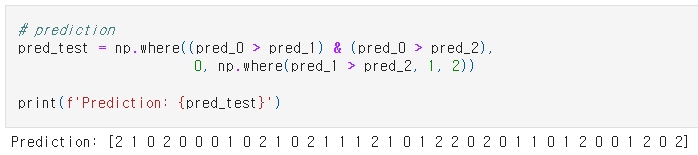 # prediction
pred_test = np.where((pred_0 > pred_1) & (pred_0 > pred_2),
0, np.where(pred_1 > pred_2, 1, 2))
print(f'Prediction: {pred_test}')
Prediction: [2 1 0 2 0 0 0 1 0 2 1 0 2 1 1 1 2 1 0 1 2 2 0 2 0 1 1 0 1 2 0 0 1 2 0 2]